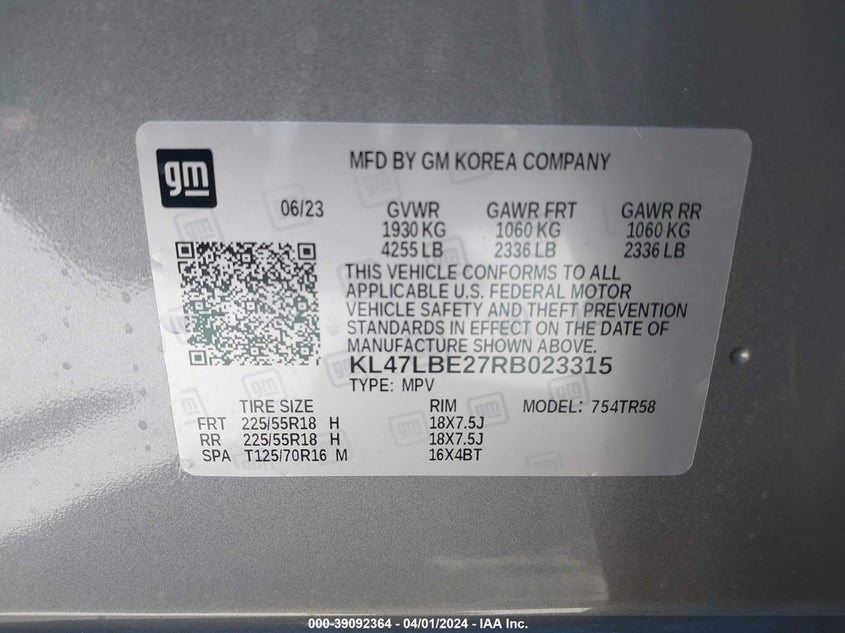 gm
MFD BY GM KOREA COMPANY
06/23 GVWR GAWR FRT GAWR RR
1930 KG 1060 KG 1060 KG
4255 LB 2336 LB 2336 LB
THIS VEHICLE CONFORMS TO ALL
APPLICABLE U.S. FEDERAL MOTOR
VEHICLE SAFETY AND THEFT PREVENTION
STANDARDS IN EFFECT ON THE DATE OF
MANUFACTURE SHOWN ABOVE.
KL47LBE27RB023315
TYPE: MPV
TIRE SIZE RIM MODEL: 754TR58
FRT 225/55R18 H 18X7.5J
RR 225/55R18 H 18X7.5J
SPA T125/70R16 M 16X4BT
000-39092364 - 04/01/2024 - IAA Inc.